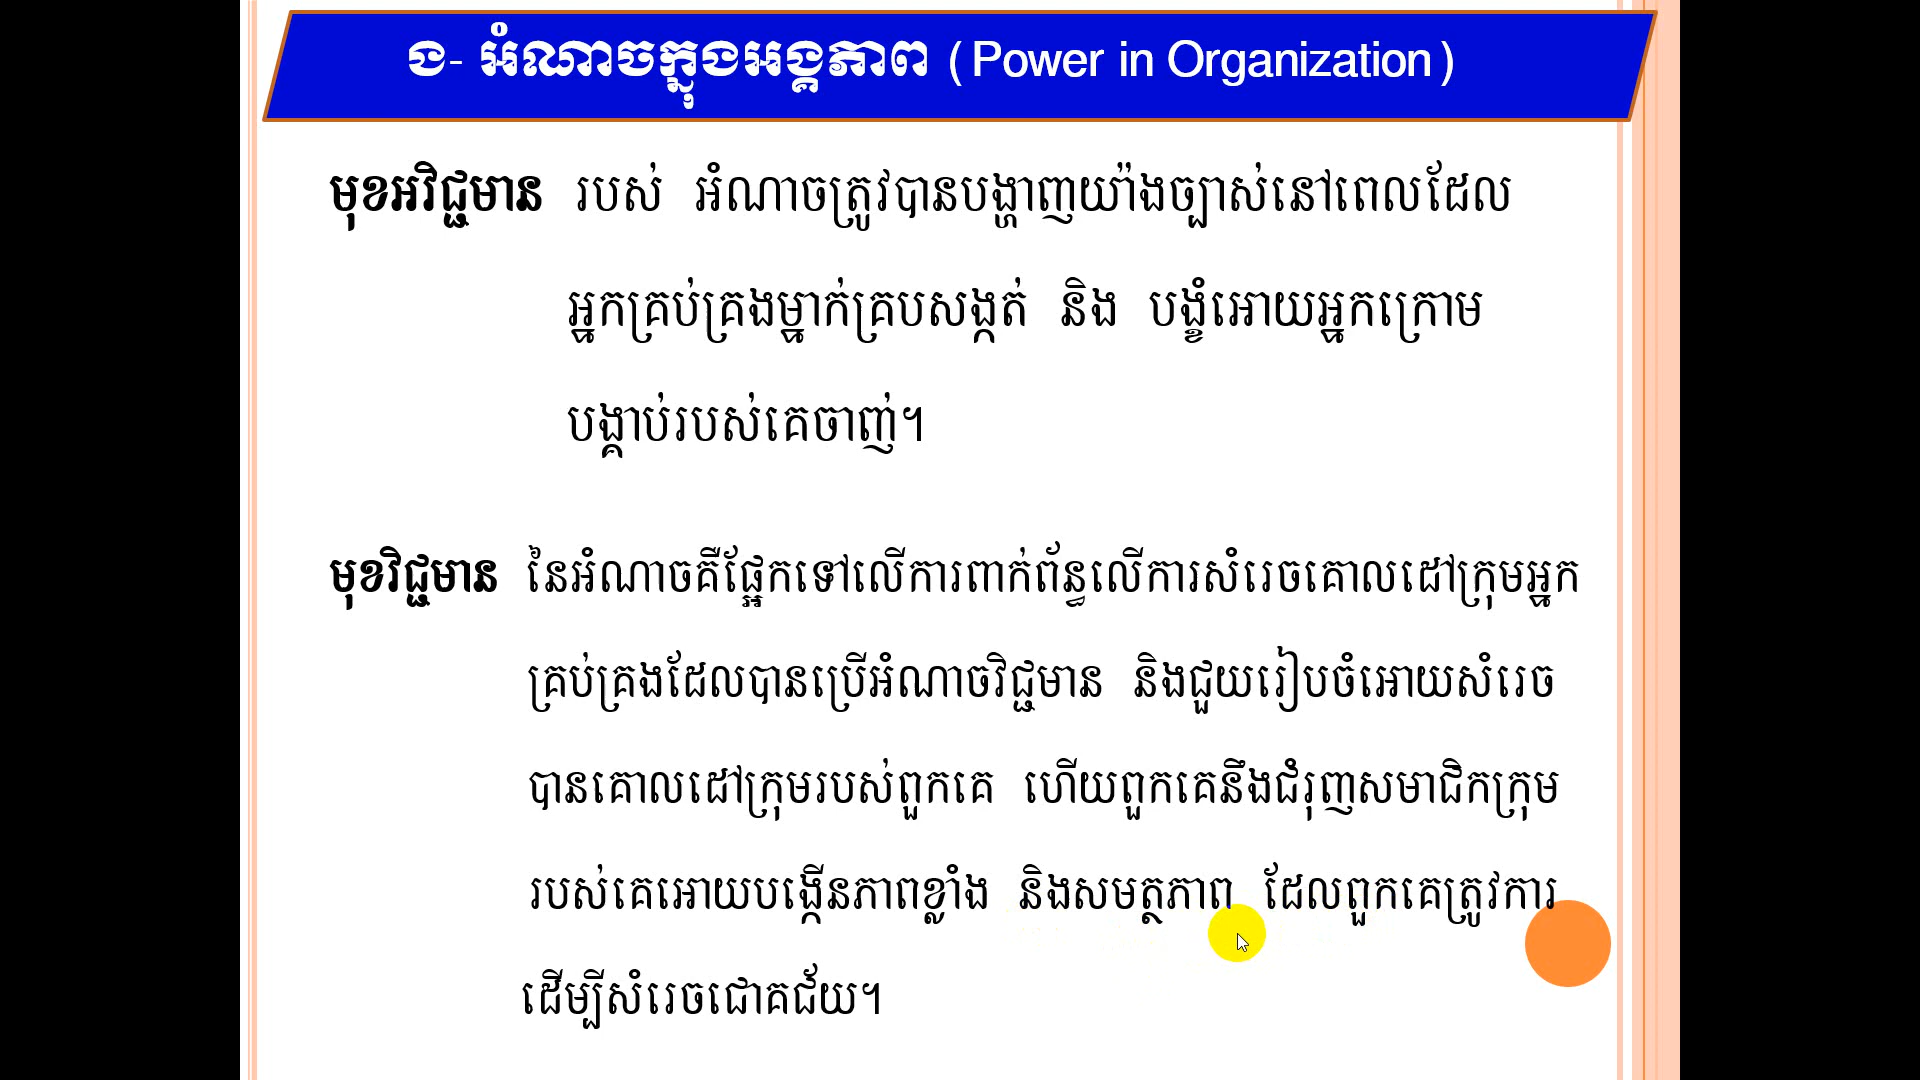 ង- អំណាចក្នុងអង្គភាព (Power in Organization)
មុខអវិជ្ជមាន របស់ អំណាចត្រូវបានបង្ហាញយ៉ាងច្បាស់នៅពេលដែល
អ្នកគ្រប់គ្រងម្នាក់គ្របសង្កត់ និង បង្ខំអោយអ្នកក្រោម
បង្គាប់របស់គេចាញ់។
មុខវិជ្ជមាន នៃអំណាចគឺផ្អែកទៅលើការពាក់ព័ន្ធលើការសំរេចគោលដៅក្រុមអ្នក
គ្រប់គ្រងដែលបានប្រើអំណាចវិជ្ជមាន និងជួយរៀបចំអោយសំរេច
បានគោលដៅក្រុមរបស់ពួកគេ ហើយពួកគេនឹងជំរុញសមាជិកក្រុម
របស់គេអោយបង្កើនភាពខ្លាំង និងសមត្ថភាព ដែលពួកគេត្រូវការ
ដើម្បីសំរេចជោគជ័យ។